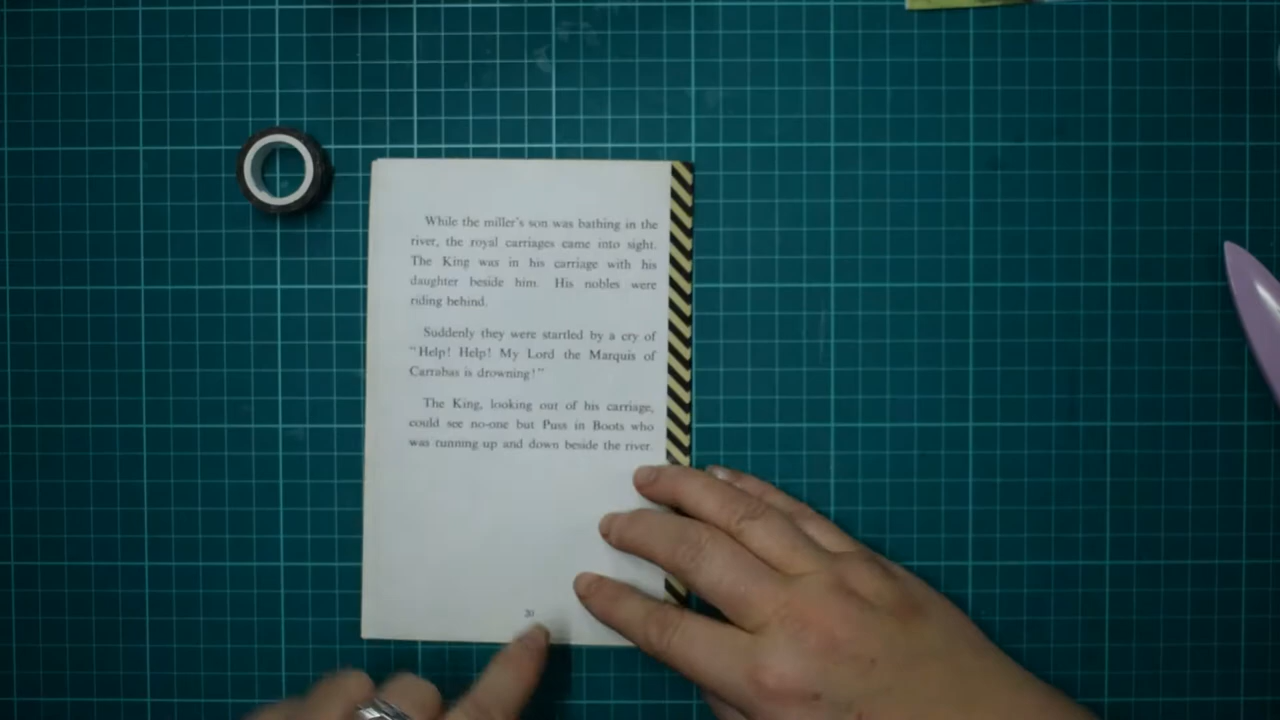 While the miller's son was bathing in the
river, the royal carriages came into sight.
The King was in his carriage with his
daughter beside him. His nobles were
riding behind.
Suddenly they were startled by a cry of
"Help! Help! My Lord the Marquis of
Carrabas is drowning!"
The King, looking out of his carriage,
could see no-one but Puss in Boots who
was running up and down beside the river.
20